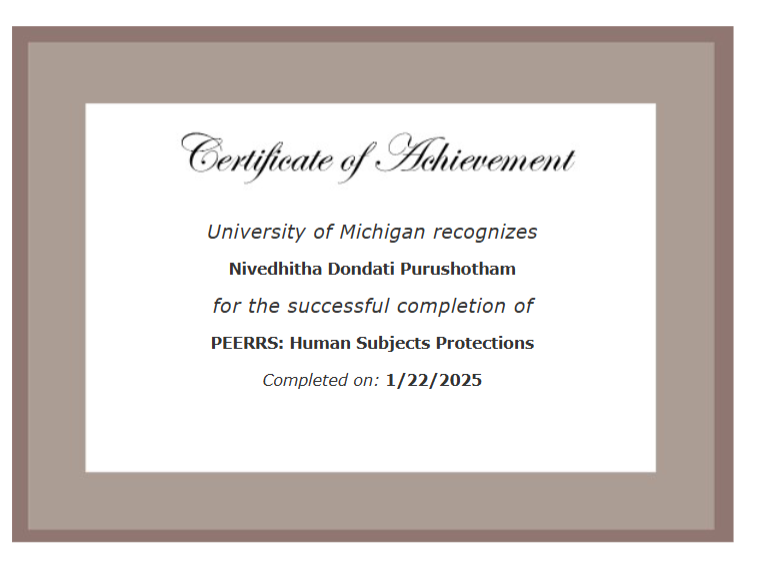 Certificate of Achievement
University of Michigan recognizes
Nivedhitha Dondati Purushotham
for the successful completion of
PEERRS: Human Subjects Protections
Completed on: 1/22/2025